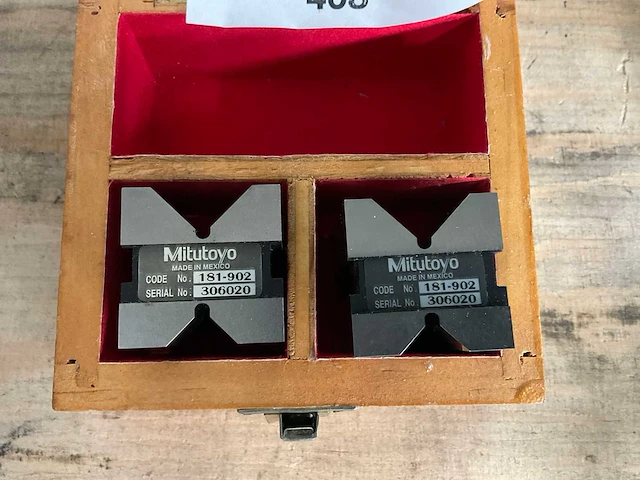 408
Mitutoyo
MADE IN MEXICO
CODE No. 181-902
SERIAL No. 306020
Mitutoyo
MADE IN MEXICO
CODE No. 181-902
SERIAL No. 306020